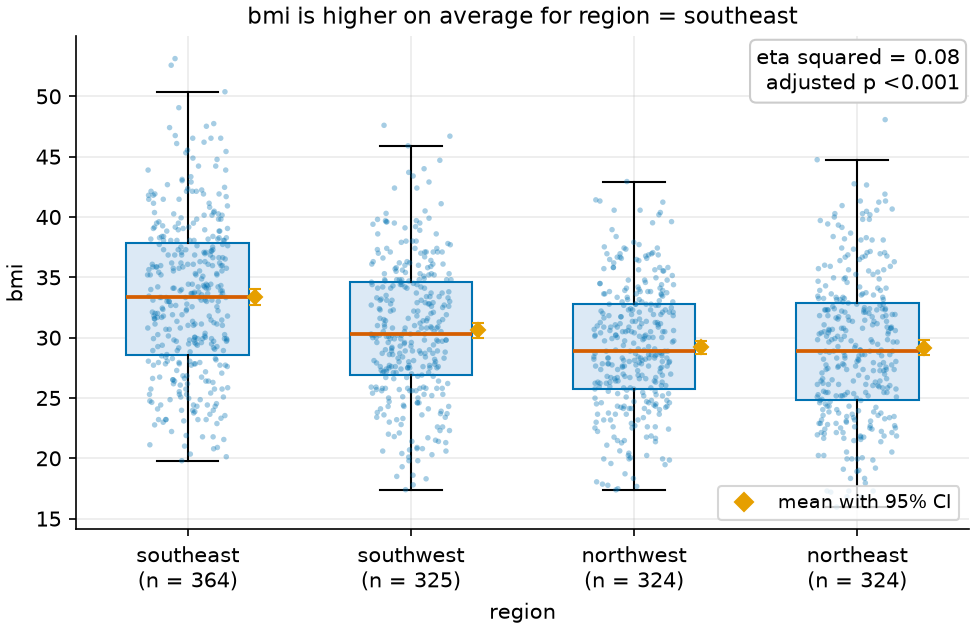 bmi is higher on average for region = southeast
eta squared = 0.08
adjusted p <0.001
bmi
50
45
40
35
30
25
20
15
mean with 95% CI
southeast
(n = 364)
southwest
(n = 325)
northwest
(n = 324)
northeast
(n = 324)
region